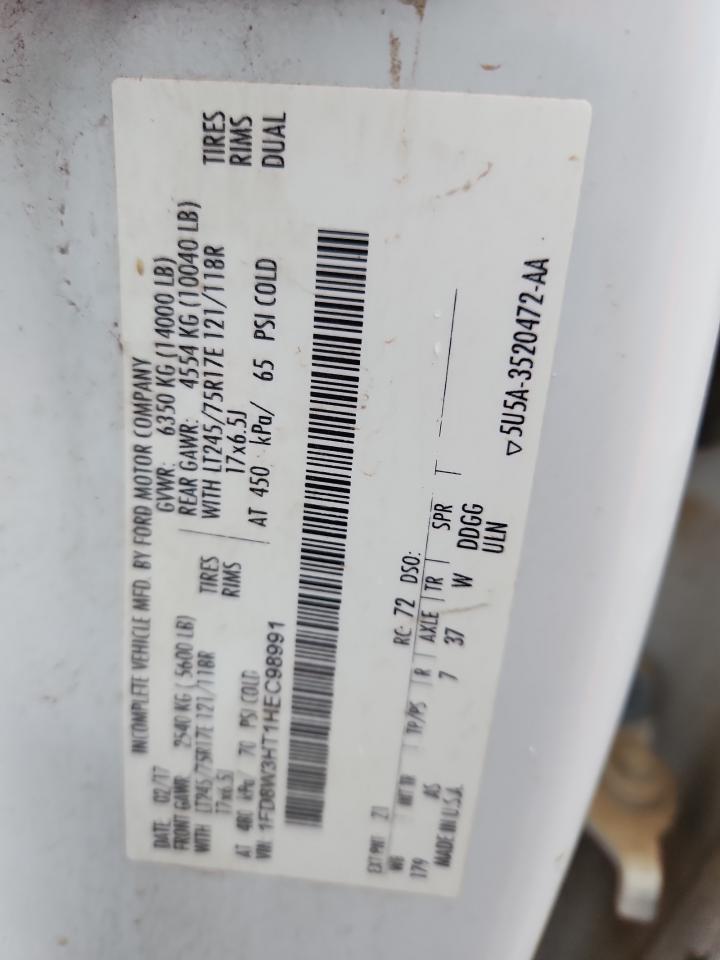 INCOMPLETE VEHICLE MFD. BY FORD MOTOR COMPANY
DATE: 02/17 GVWR: 6350 KG (14000 LB)
FRONT GAWR: 2540 KG (5600 LB) REAR GAWR: 4554 KG (10040 LB)
WITH LT245/75R17E 121/118R TIRES WITH LT245/75R17E 121/118R TIRES
17x6.5J RIMS 17x6.5J RIMS
AT 480 kPa/ 70 PSI COLD AT 450 kPa/ 65 PSI COLD DUAL
VIN: 1FD8W3HT1HEC98991
EXT PNT: Z1 RC: 72 DSO:
WB INT TR TP/PS R AXLE TR SPR
179 AS 7 37 W DDGG
MADE IN U.S.A. ULN
▽5U5A-3520472-AA